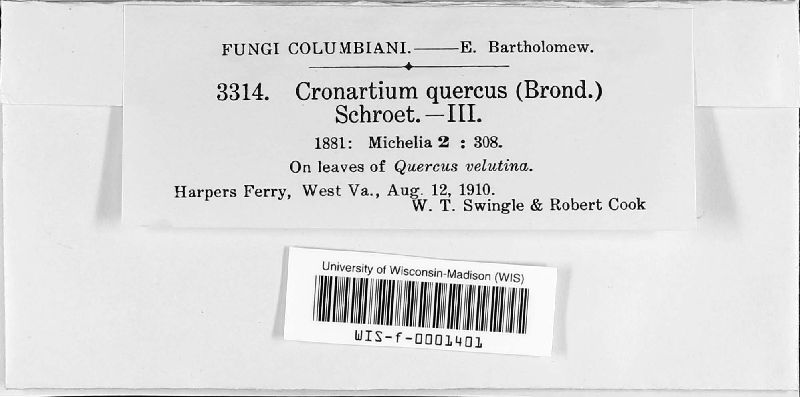 FUNGI COLUMBIANI.——E. Bartholomew.
3314. Cronartium quercus (Brond.)
Schroet.—III.
1881: Michelia 2 : 308.
On leaves of Quercus velutina.
Harpers Ferry, West Va., Aug. 12, 1910.
W. T. Swingle & Robert Cook
University of Wisconsin-Madison (WIS)
WIS-f-0001401